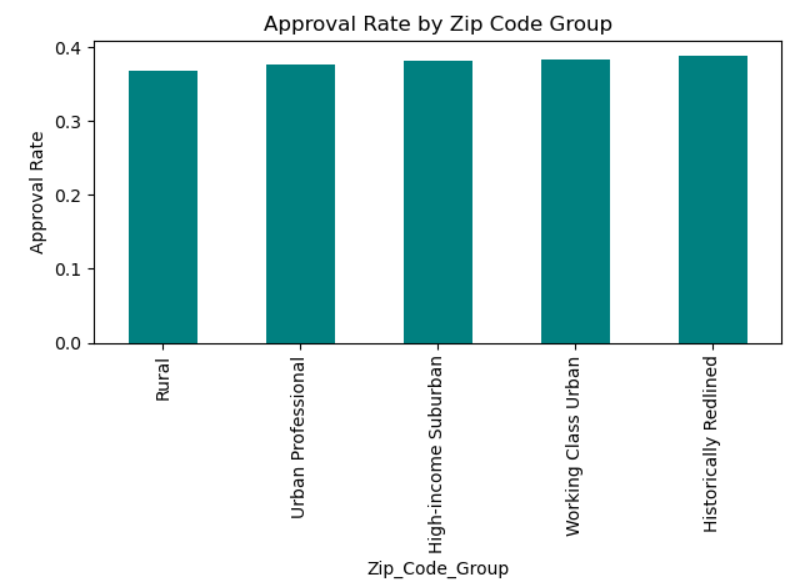 Approval Rate by Zip Code Group
Approval Rate
0.4
0.3
0.2
0.1
0.0
Rural
Urban Professional
High-income Suburban
Working Class Urban
Historically Redlined
Zip_Code_Group